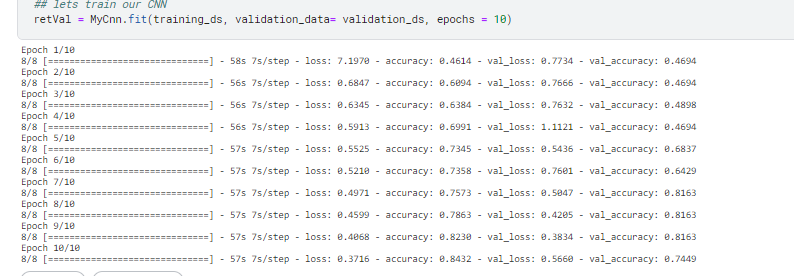 ## lets train our CNN
retVal = MyCnn.fit(training_ds, validation_data= validation_ds, epochs = 10)
Epoch 1/10
8/8 [==============================] - 58s 7s/step - loss: 7.1970 - accuracy: 0.4614 - val_loss: 0.7734 - val_accuracy: 0.4694
Epoch 2/10
8/8 [==============================] - 56s 7s/step - loss: 0.6847 - accuracy: 0.6094 - val_loss: 0.7666 - val_accuracy: 0.4694
Epoch 3/10
8/8 [==============================] - 56s 7s/step - loss: 0.6345 - accuracy: 0.6384 - val_loss: 0.7632 - val_accuracy: 0.4898
Epoch 4/10
8/8 [==============================] - 56s 7s/step - loss: 0.5913 - accuracy: 0.6991 - val_loss: 1.1121 - val_accuracy: 0.4694
Epoch 5/10
8/8 [==============================] - 57s 7s/step - loss: 0.5525 - accuracy: 0.7345 - val_loss: 0.5436 - val_accuracy: 0.6837
Epoch 6/10
8/8 [==============================] - 57s 7s/step - loss: 0.5210 - accuracy: 0.7358 - val_loss: 0.7601 - val_accuracy: 0.6429
Epoch 7/10
8/8 [==============================] - 57s 7s/step - loss: 0.4971 - accuracy: 0.7573 - val_loss: 0.5047 - val_accuracy: 0.8163
Epoch 8/10
8/8 [==============================] - 57s 7s/step - loss: 0.4599 - accuracy: 0.7863 - val_loss: 0.4205 - val_accuracy: 0.8163
Epoch 9/10
8/8 [==============================] - 57s 7s/step - loss: 0.4068 - accuracy: 0.8230 - val_loss: 0.3834 - val_accuracy: 0.8163
Epoch 10/10
8/8 [==============================] - 57s 7s/step - loss: 0.3716 - accuracy: 0.8432 - val_loss: 0.5660 - val_accuracy: 0.7449